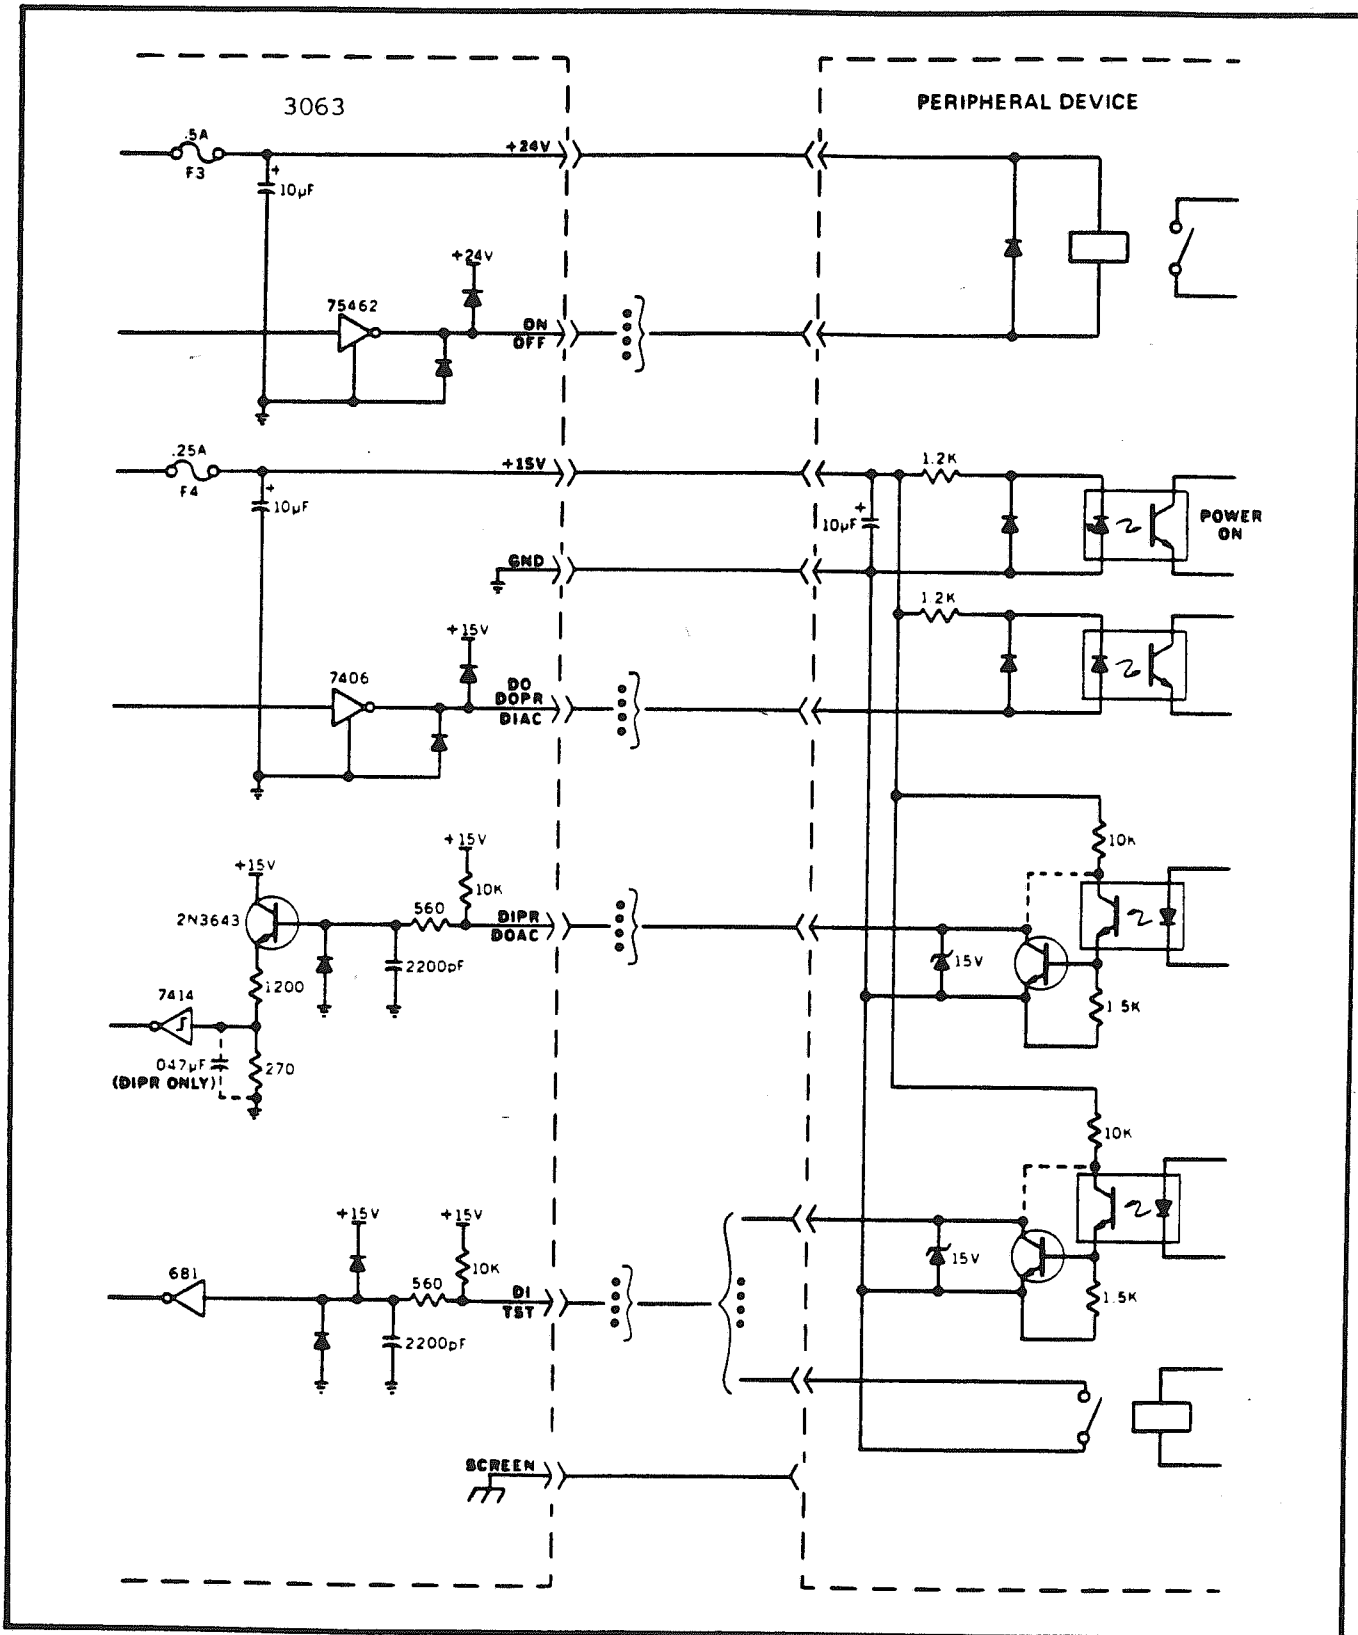 3063
PERIPHERAL DEVICE
.5A
F3
+24V
+
10µF
+24V
75462
ON
OFF
.25A
F4
+15V
1.2K
+
10µF
+
10µF
POWER
ON
GND
1.2K
+15V
7406
DO
DOPR
DIAC
10K
+15V
+15V
10K
2N3643
560
DIPR
DOAC
2200pF
15V
1200
7414
1.5K
.047µF
(DIPR ONLY)
270
10K
+15V
+15V
10K
681
560
DI
TST
15V
2200pF
1.5K
SCREEN